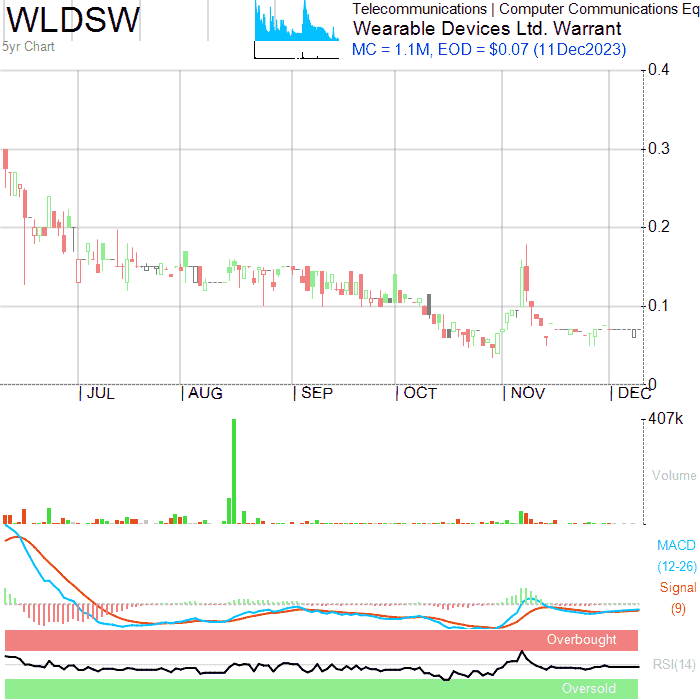 WLDSW
5yr Chart
Telecommunications | Computer Communications Eq
Wearable Devices Ltd. Warrant
MC = 1.1M, EOD = $0.07 (11Dec2023)
0.4
0.3
0.2
0.1
0
| JUL | AUG | SEP | OCT | NOV | DEC
407k
Volume
MACD
(12-26)
Signal
(9)
Overbought
RSI(14)
Oversold